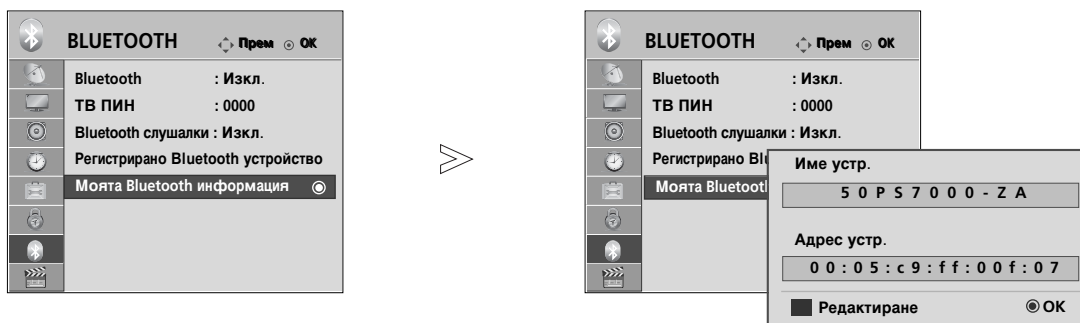 BLUETOOTH Прем OK
Bluetooth : Изкл.
ТВ ПИН : 0000
Bluetooth слушалки : Изкл.
Регистрирано Bluetooth устройство
Моята Bluetooth информация
BLUETOOTH Прем OK
Bluetooth : Изкл.
ТВ ПИН : 0000
Bluetooth слушалки : Изкл.
Регистрирано Bl
Моята Bluetoot
Име устр.
50PS7000-ZA
Адрес устр.
00:05:c9:ff:00f:07
Редактиране OK